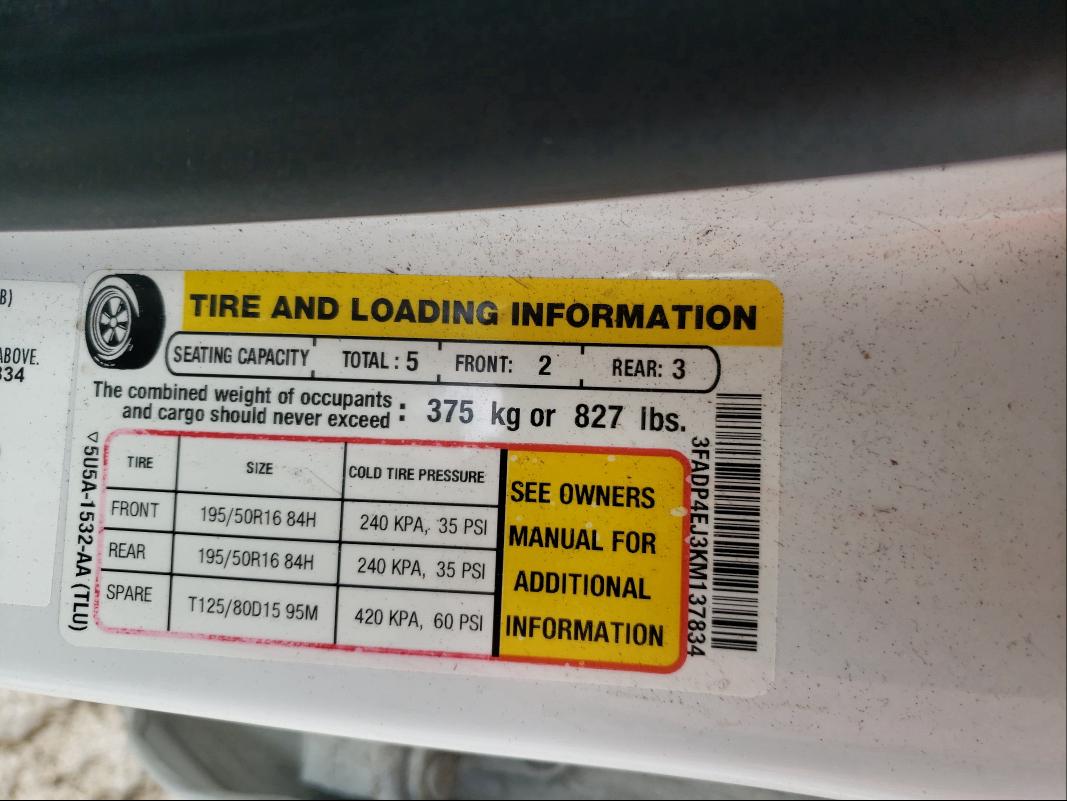 B)
ABOVE.
334
TIRE AND LOADING INFORMATION
SEATING CAPACITY TOTAL : 5 FRONT: 2 REAR: 3
The combined weight of occupants
and cargo should never exceed : 375 kg or 827 lbs.
TIRE SIZE COLD TIRE PRESSURE
FRONT 195/50R16 84H 240 KPA, 35 PSI
REAR 195/50R16 84H 240 KPA, 35 PSI
SPARE T125/80D15 95M 420 KPA, 60 PSI
SEE OWNERS
MANUAL FOR
ADDITIONAL
INFORMATION
▽5U5A-1532-AA (TLU)
3FADP4EJ3KM137834